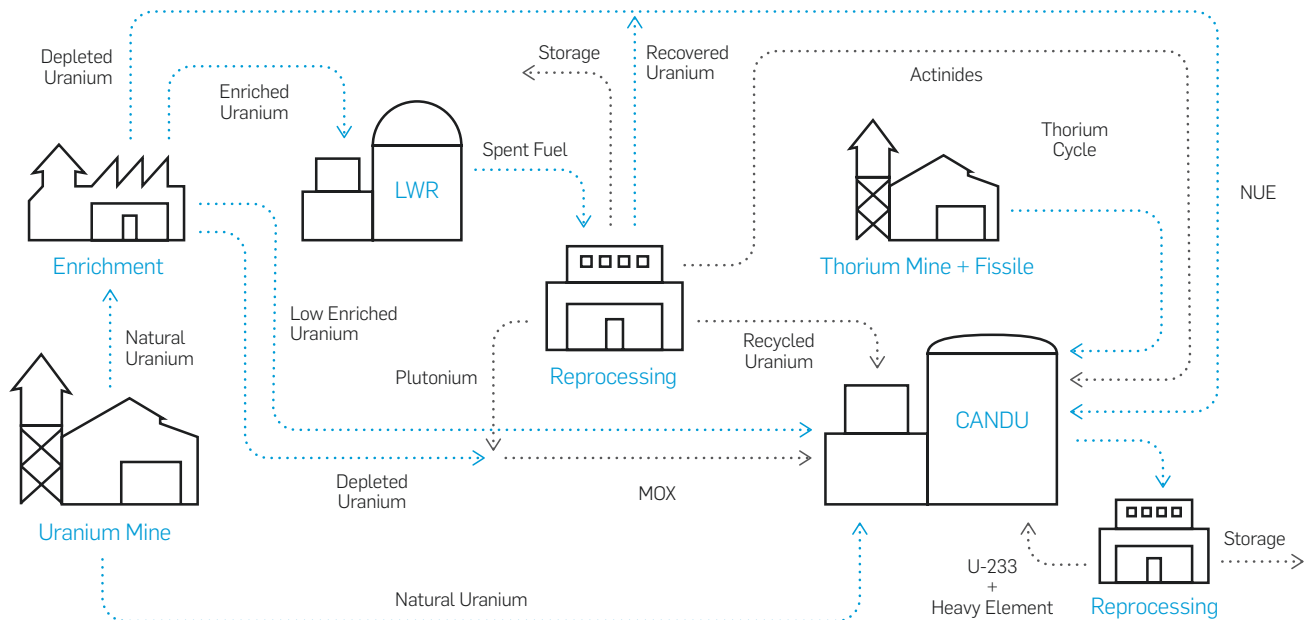 Depleted
Uranium
Enriched
Uranium
Storage
Recovered
Uranium
Actinides
Thorium
Cycle
NUE
Spent Fuel
LWR
Enrichment
Thorium Mine + Fissile
Natural
Uranium
Low Enriched
Uranium
Plutonium
Reprocessing
Recycled
Uranium
CANDU
Depleted
Uranium
MOX
Uranium Mine
Natural Uranium
U-233
+
Heavy Element
Storage
Reprocessing